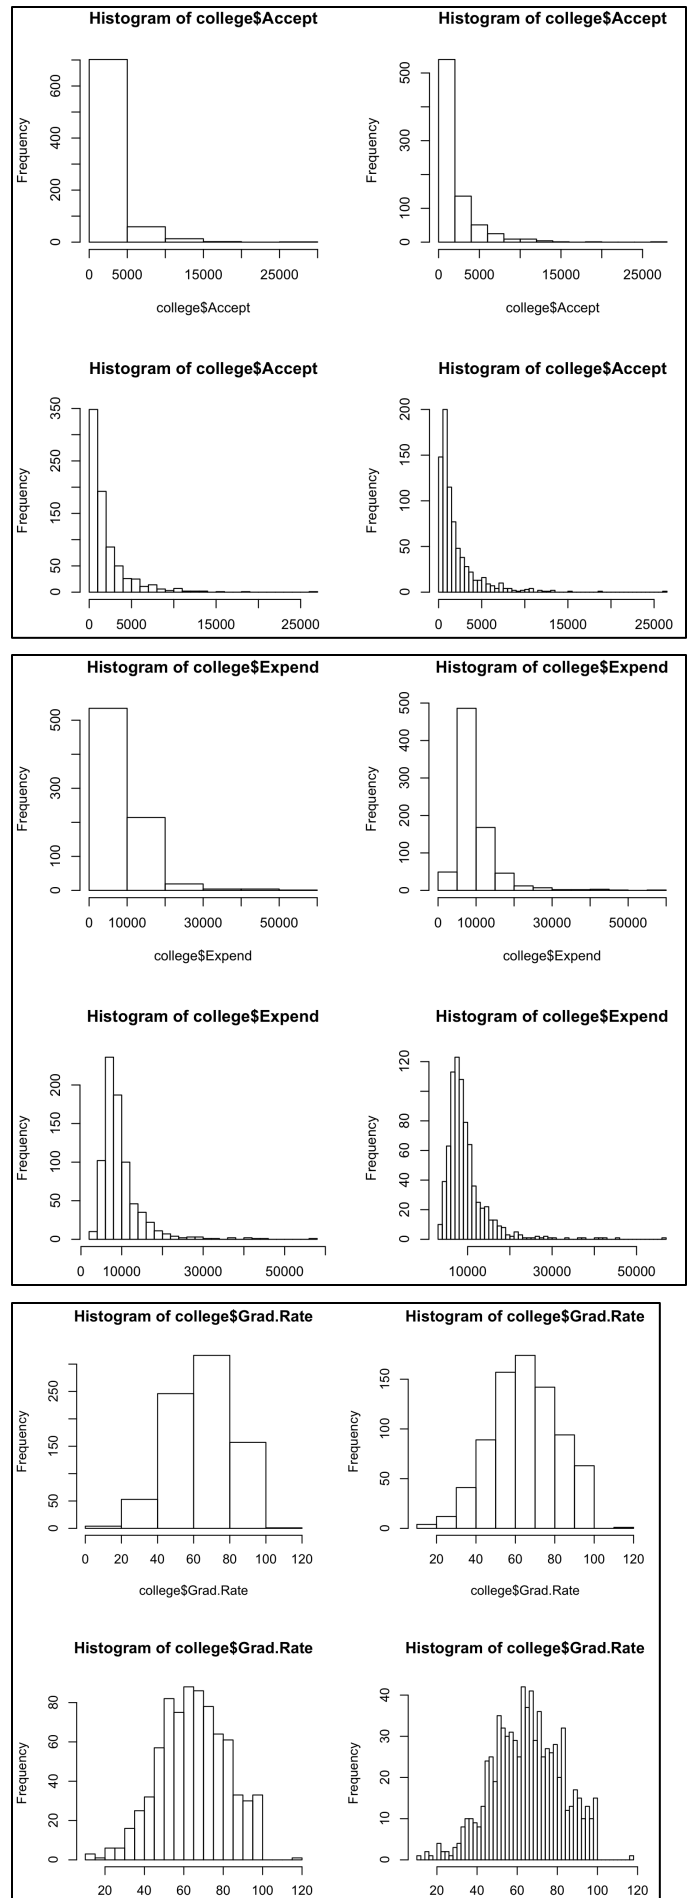 Histogram of college$Accept
Histogram of college$Accept
Frequency
0 200 400 600
0 5000 15000 25000
college$Accept
Frequency
0 100 300 500
0 5000 15000 25000
college$Accept
Histogram of college$Accept
Histogram of college$Accept
Frequency
0 50 150 250 350
0 5000 15000 25000
Frequency
0 50 100 150 200
0 5000 15000 25000
Histogram of college$Expend
Histogram of college$Expend
Frequency
0 100 300 500
0 10000 30000 50000
college$Expend
Frequency
0 100 200 300 400 500
0 10000 30000 50000
college$Expend
Histogram of college$Expend
Histogram of college$Expend
Frequency
0 50 100 150 200
0 10000 30000 50000
Frequency
0 20 40 60 80 120
10000 30000 50000
Histogram of college$Grad.Rate
Histogram of college$Grad.Rate
Frequency
0 50 150 250
0 20 40 60 80 100 120
college$Grad.Rate
Frequency
0 50 100 150
20 40 60 80 100 120
college$Grad.Rate
Histogram of college$Grad.Rate
Histogram of college$Grad.Rate
Frequency
0 20 40 60 80
20 40 60 80 100 120
Frequency
0 10 20 30 40
20 40 60 80 100 120